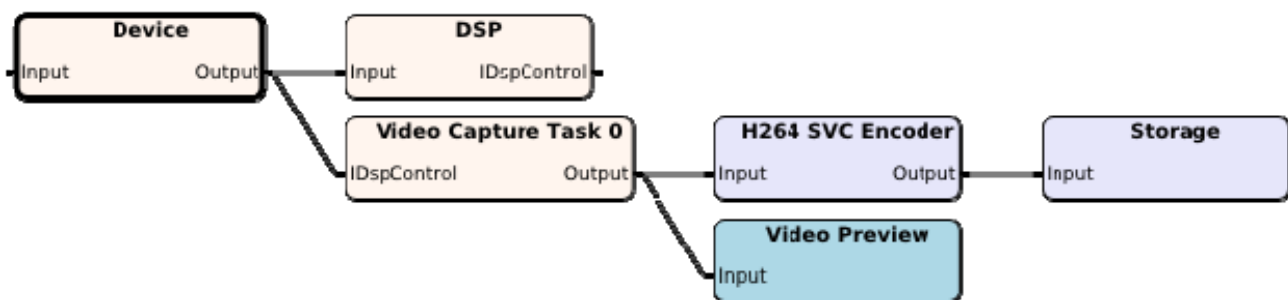 Device
Input Output
DSP
Input IDspControl
Video Capture Task 0
IDspControl Output
H264 SVC Encoder
Input Output
Storage
Input
Video Preview
Input